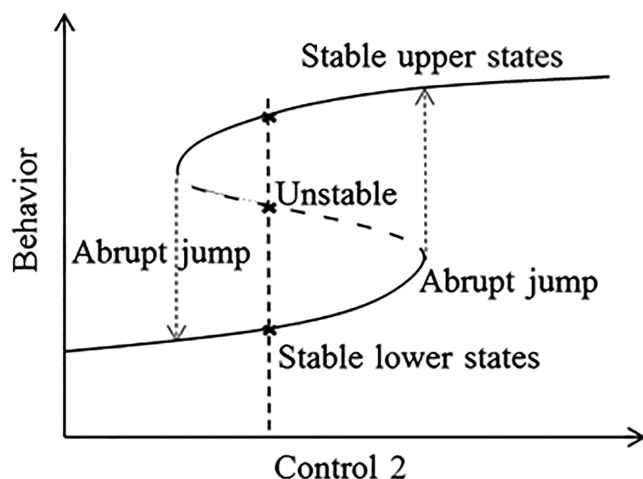 Stable upper states
Unstable
Abrupt jump
Abrupt jump
Stable lower states
Behavior
Control 2